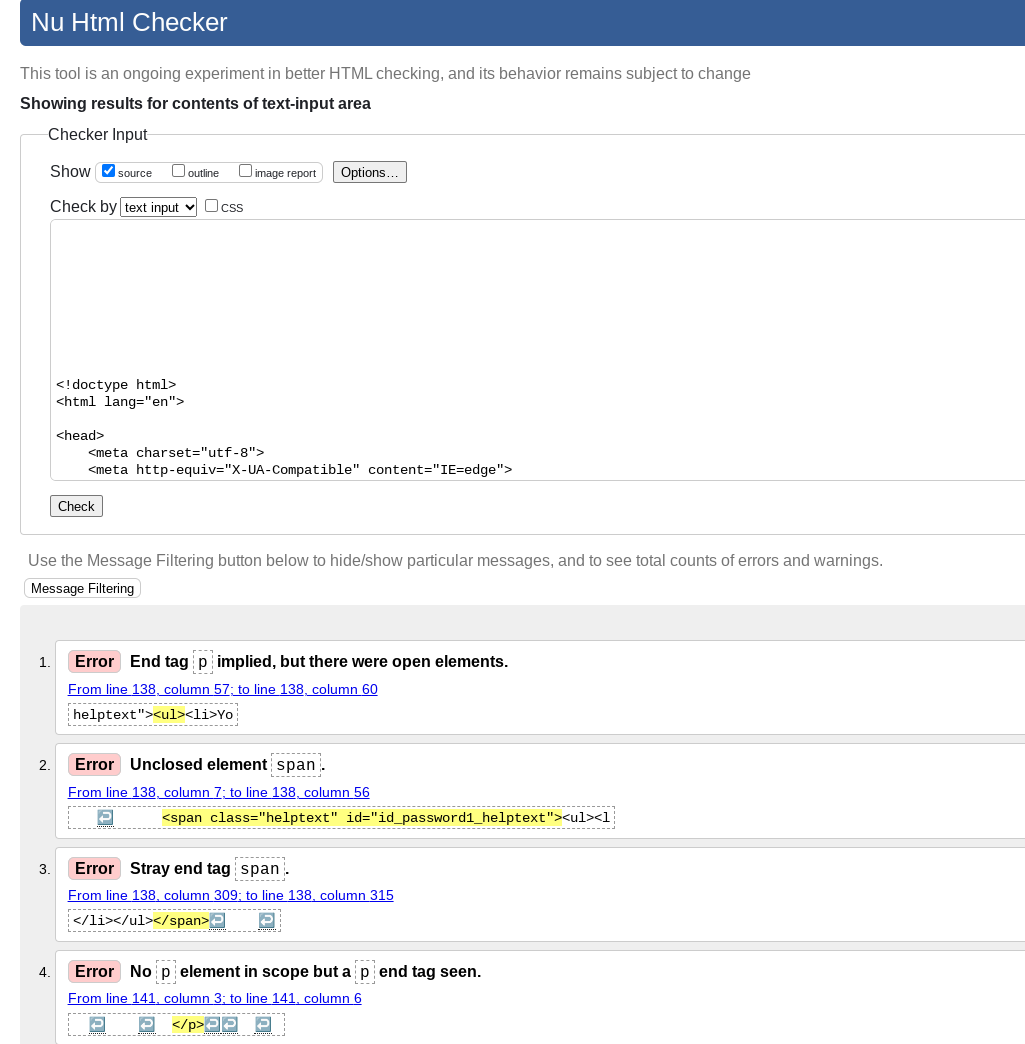 Nu Html Checker
This tool is an ongoing experiment in better HTML checking, and its behavior remains subject to change
Showing results for contents of text-input area
Checker Input
Show source outline image report Options...
Check by text input CSS
<!doctype html>
<html lang="en">
<head>
<meta charset="utf-8">
<meta http-equiv="X-UA-Compatible" content="IE=edge">
Check
Use the Message Filtering button below to hide/show particular messages, and to see total counts of errors and warnings.
Message Filtering
1. Error End tag p implied, but there were open elements.
From line 138, column 57; to line 138, column 60
helptext"><ul><li>Yo
2. Error Unclosed element span.
From line 138, column 7; to line 138, column 56
↩ <span class="helptext" id="id_password1_helptext"><ul><l
3. Error Stray end tag span.
From line 138, column 309; to line 138, column 315
</li></ul></span>↩ ↩
4. Error No p element in scope but a p end tag seen.
From line 141, column 3; to line 141, column 6
↩ ↩ </p>↩↩ ↩